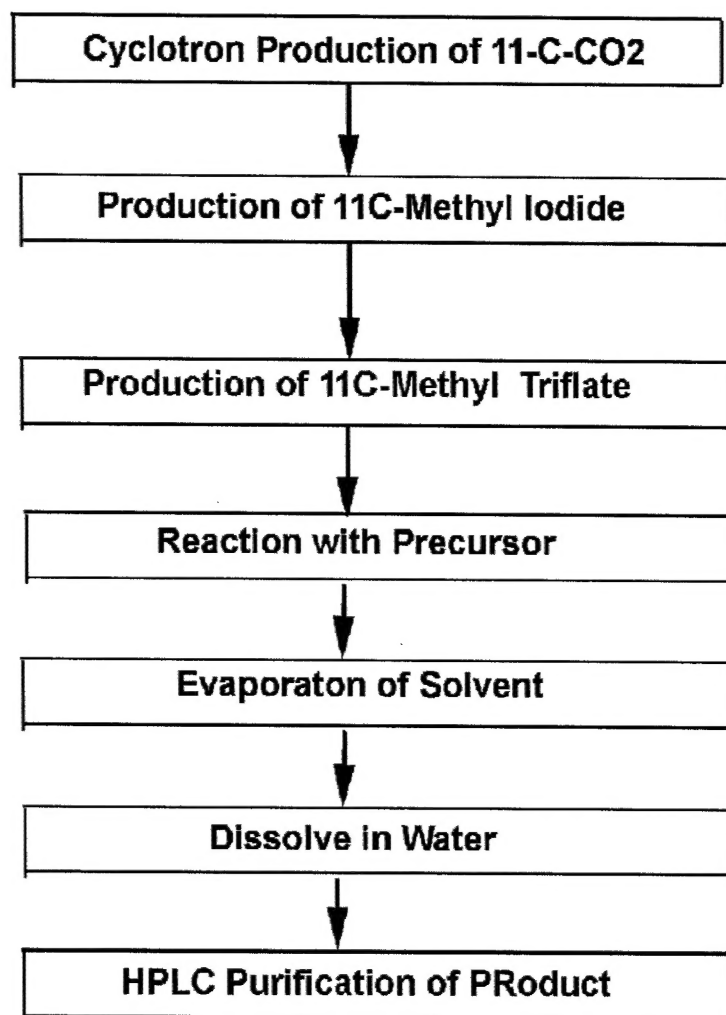 Cyclotron Production of 11-C-CO2
Production of 11C-Methyl Iodide
Production of 11C-Methyl Triflate
Reaction with Precursor
Evaporaton of Solvent
Dissolve in Water
HPLC Purification of PRoduct